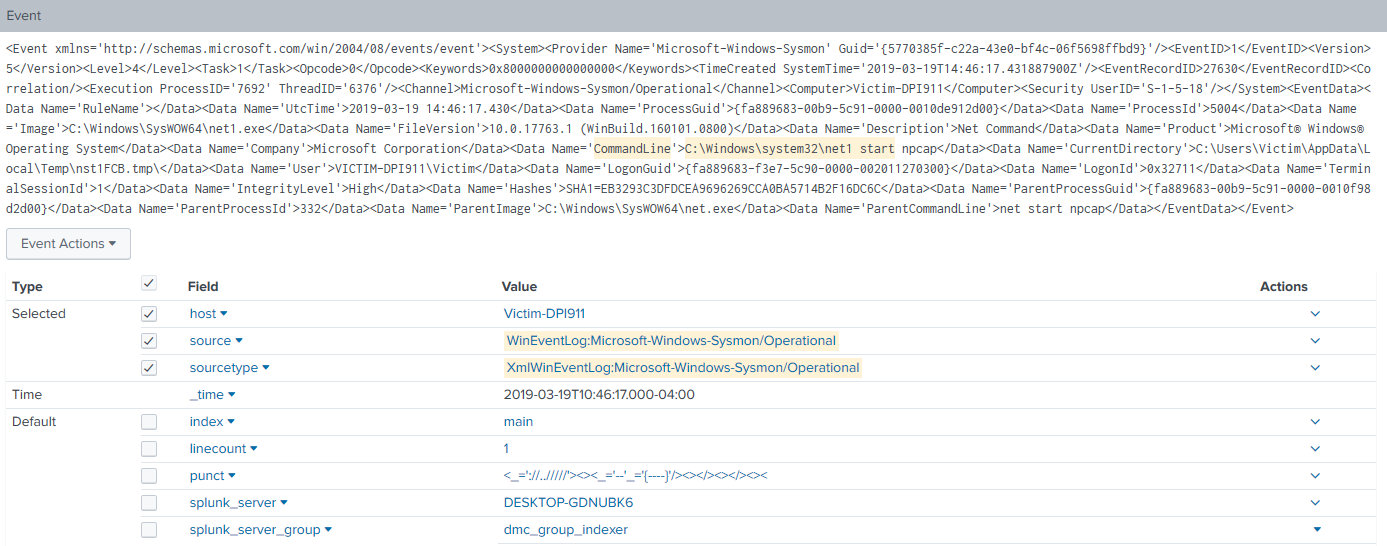 Event
<Event xmlns='http://schemas.microsoft.com/win/2004/08/events/event'><System><Provider Name='Microsoft-Windows-Sysmon' Guid='{5770385f-c22a-43e0-bf4c-06f5698ffbd9}'/><EventID>1</EventID><Version>
5</Version><Level>4</Level><Task>1</Task><Opcode>0</Opcode><Keywords>0x8000000000000000</Keywords><TimeCreated SystemTime='2019-03-19T14:46:17.431887900Z'/><EventRecordID>27630</EventRecordID><Co
rrelation/><Execution ProcessID='7692' ThreadID='6376'/><Channel>Microsoft-Windows-Sysmon/Operational</Channel><Computer>Victim-DPI911</Computer><Security UserID='S-1-5-18'/></System><EventData><
Data Name='RuleName'></Data><Data Name='UtcTime'>2019-03-19 14:46:17.430</Data><Data Name='ProcessGuid'>{fa889683-00b9-5c91-0000-0010de912d00}</Data><Data Name='ProcessId'>5004</Data><Data Name
='Image'>C:\Windows\SysWOW64\net1.exe</Data><Data Name='FileVersion'>10.0.17763.1 (WinBuild.160101.0800)</Data><Data Name='Description'>Net Command</Data><Data Name='Product'>Microsoft® Windows®
Operating System</Data><Data Name='Company'>Microsoft Corporation</Data><Data Name='CommandLine'>C:\Windows\system32\net1 start npcap</Data><Data Name='CurrentDirectory'>C:\Users\Victim\AppData\L
ocal\Temp\nst1FCB.tmp\</Data><Data Name='User'>VICTIM-DPI911\Victim</Data><Data Name='LogonGuid'>{fa889683-f3e7-5c90-0000-002011270300}</Data><Data Name='LogonId'>0x32711</Data><Data Name='Termi
nalSessionId'>1</Data><Data Name='IntegrityLevel'>High</Data><Data Name='Hashes'>SHA1=EB3293C3DFDCEA9696269CCA0BA5714B2F16DC6C</Data><Data Name='ParentProcessGuid'>{fa889683-00b9-5c91-0000-0010f98
d2d00}</Data><Data Name='ParentProcessId'>332</Data><Data Name='ParentImage'>C:\Windows\SysWOW64\net.exe</Data><Data Name='ParentCommandLine'>net start npcap</Data></EventData></Event>
Event Actions
Type Field Value Actions
Selected host Victim-DPI911
source WinEventLog:Microsoft-Windows-Sysmon/Operational
sourcetype XmlWinEventLog:Microsoft-Windows-Sysmon/Operational
Time _time 2019-03-19T10:46:17.000-04:00
Default index main
linecount 1
punct <_='://../////'><><_='--'_='{----}'/><></><></><><
splunk_server DESKTOP-GDNUBK6
splunk_server_group dmc_group_indexer